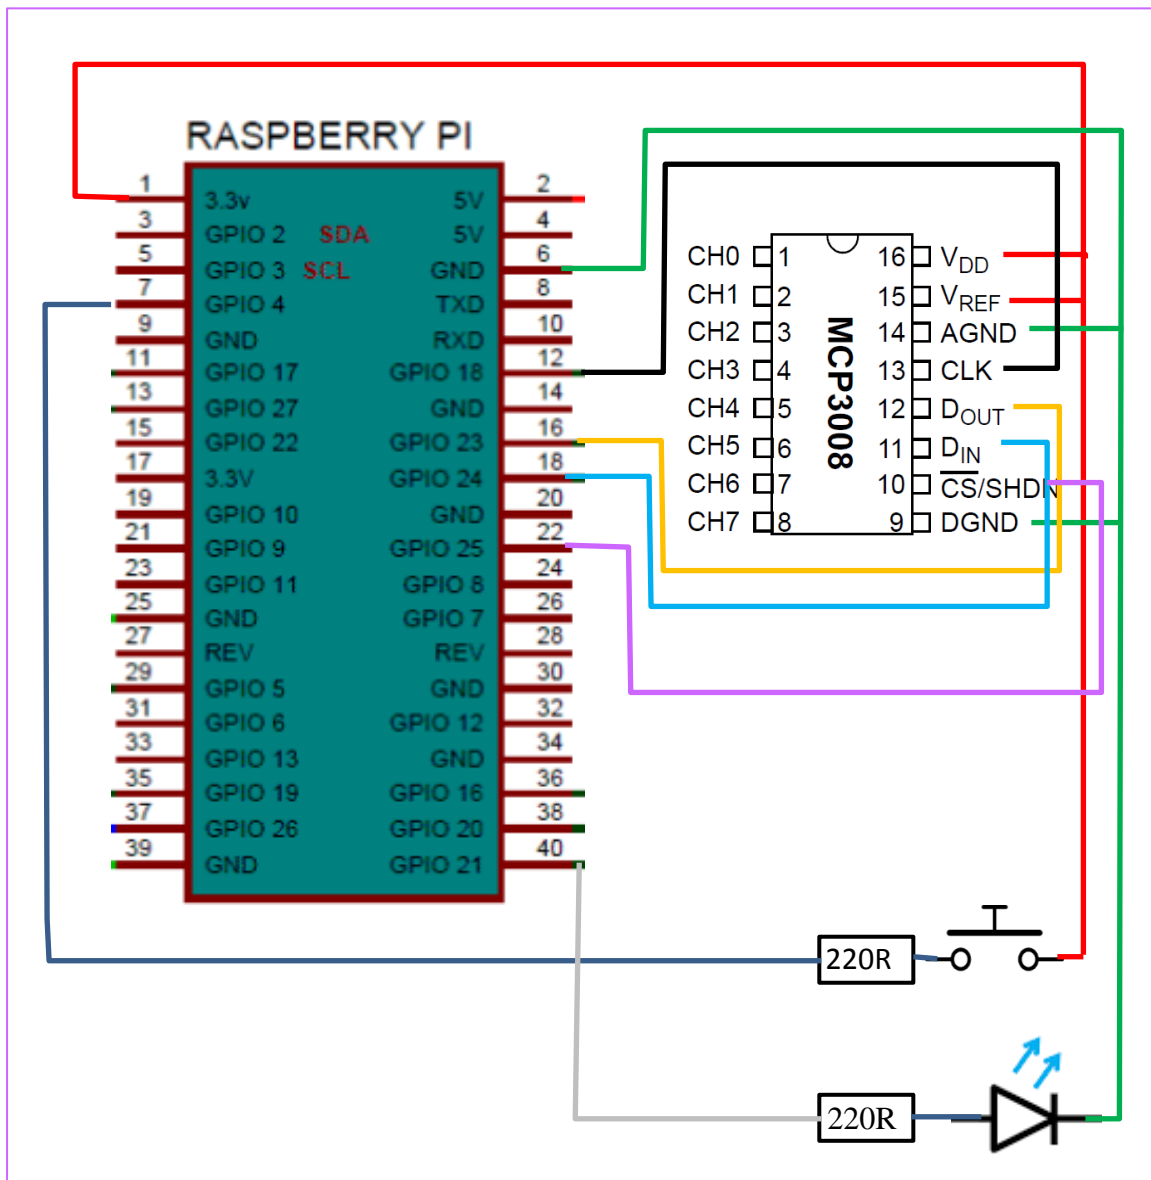 RASPBERRY PI
1 3.3v 5V 2
3 GPIO 2 SDA 5V 4
5 GPIO 3 SCL GND 6
7 GPIO 4 TXD 8
9 GND RXD 10
11 GPIO 17 GPIO 18 12
13 GPIO 27 GND 14
15 GPIO 22 GPIO 23 16
17 3.3V GPIO 24 18
19 GPIO 10 GND 20
21 GPIO 9 GPIO 25 22
23 GPIO 11 GPIO 8 24
25 GND GPIO 7 26
27 REV REV 28
29 GPIO 5 GND 30
31 GPIO 6 GPIO 12 32
33 GPIO 13 GND 34
35 GPIO 19 GPIO 16 36
37 GPIO 26 GPIO 20 38
39 GND GPIO 21 40
MCP3008
CH0 1 16 VDD
CH1 2 15 VREF
CH2 3 14 AGND
CH3 4 13 CLK
CH4 5 12 DOUT
CH5 6 11 DIN
CH6 7 10 C̅S̅/SHDN
CH7 8 9 DGND
220R
220R